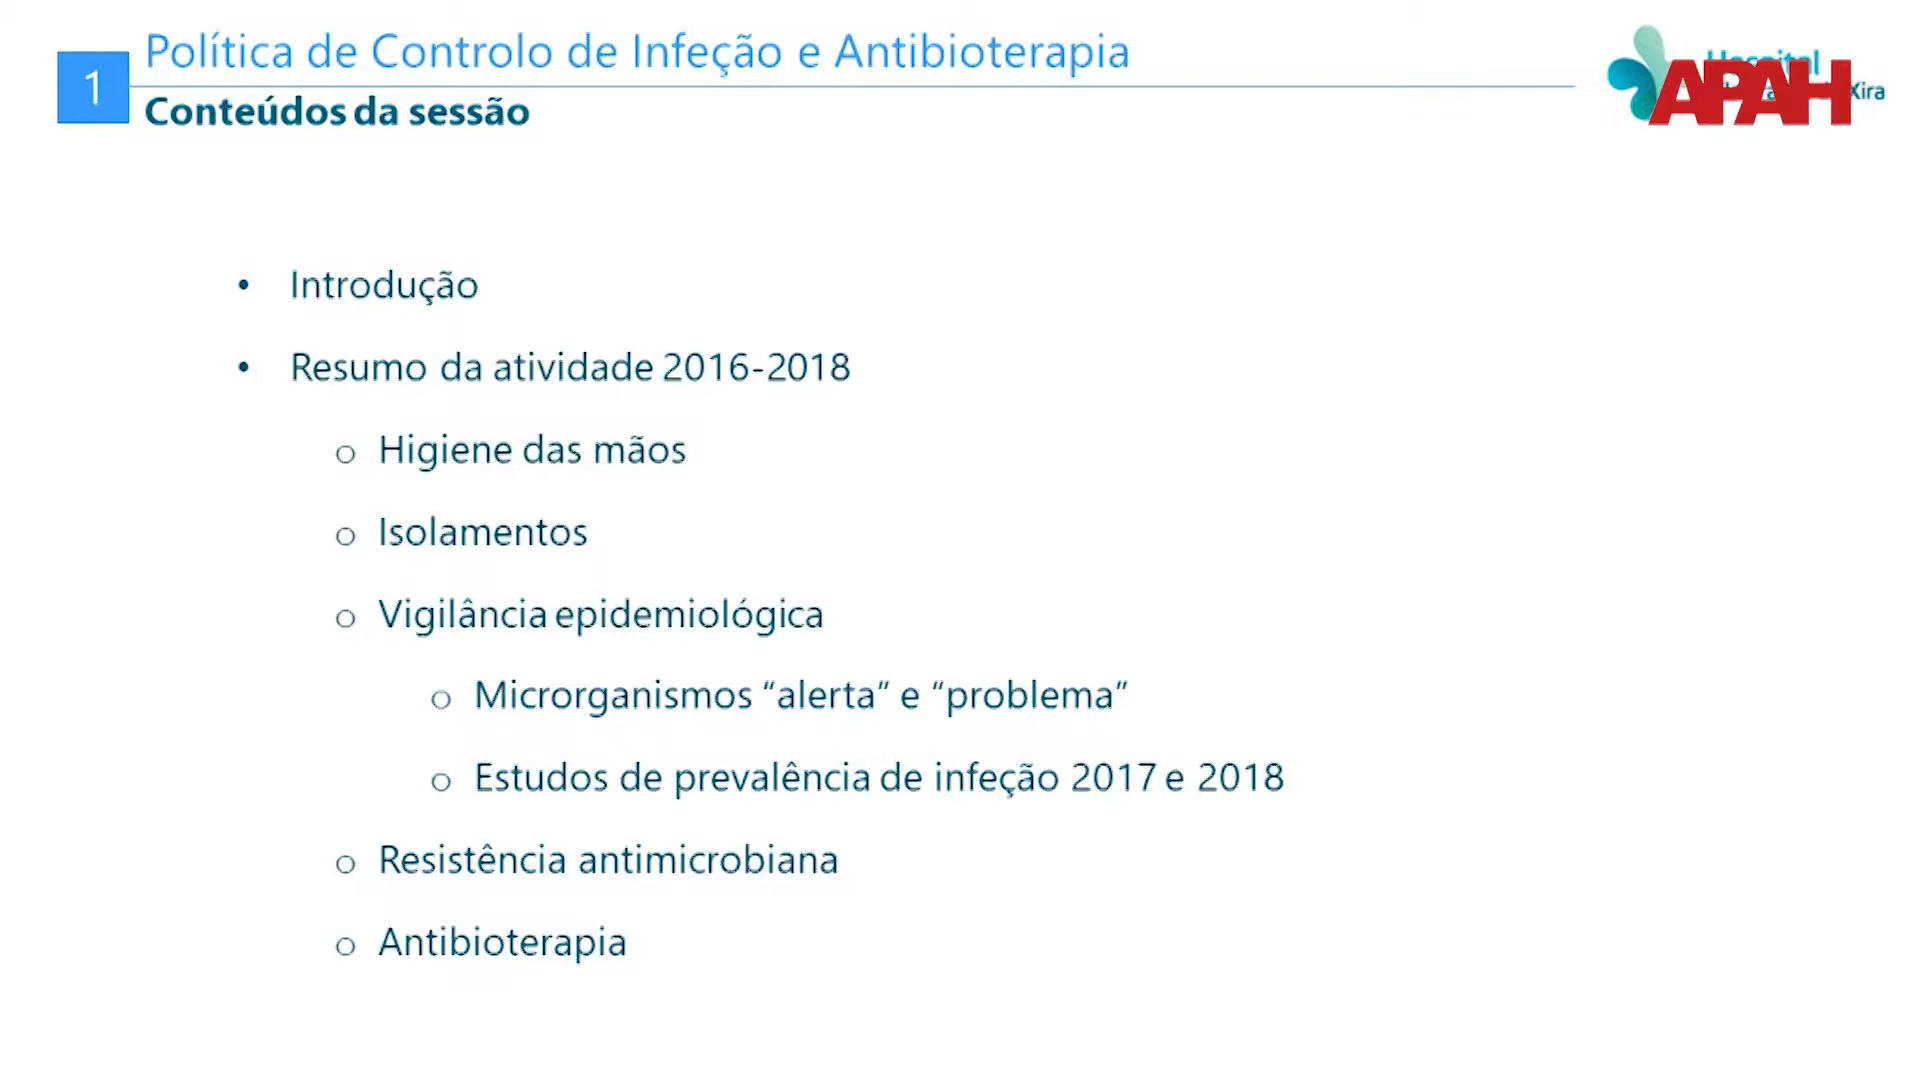 1
Política de Controlo de Infeção e Antibioterapia
Conteúdos da sessão
Hospital
APAH
Xira
• Introdução
• Resumo da atividade 2016-2018
o Higiene das mãos
o Isolamentos
o Vigilância epidemiológica
o Microrganismos “alerta” e “problema”
o Estudos de prevalência de infeção 2017 e 2018
o Resistência antimicrobiana
o Antibioterapia